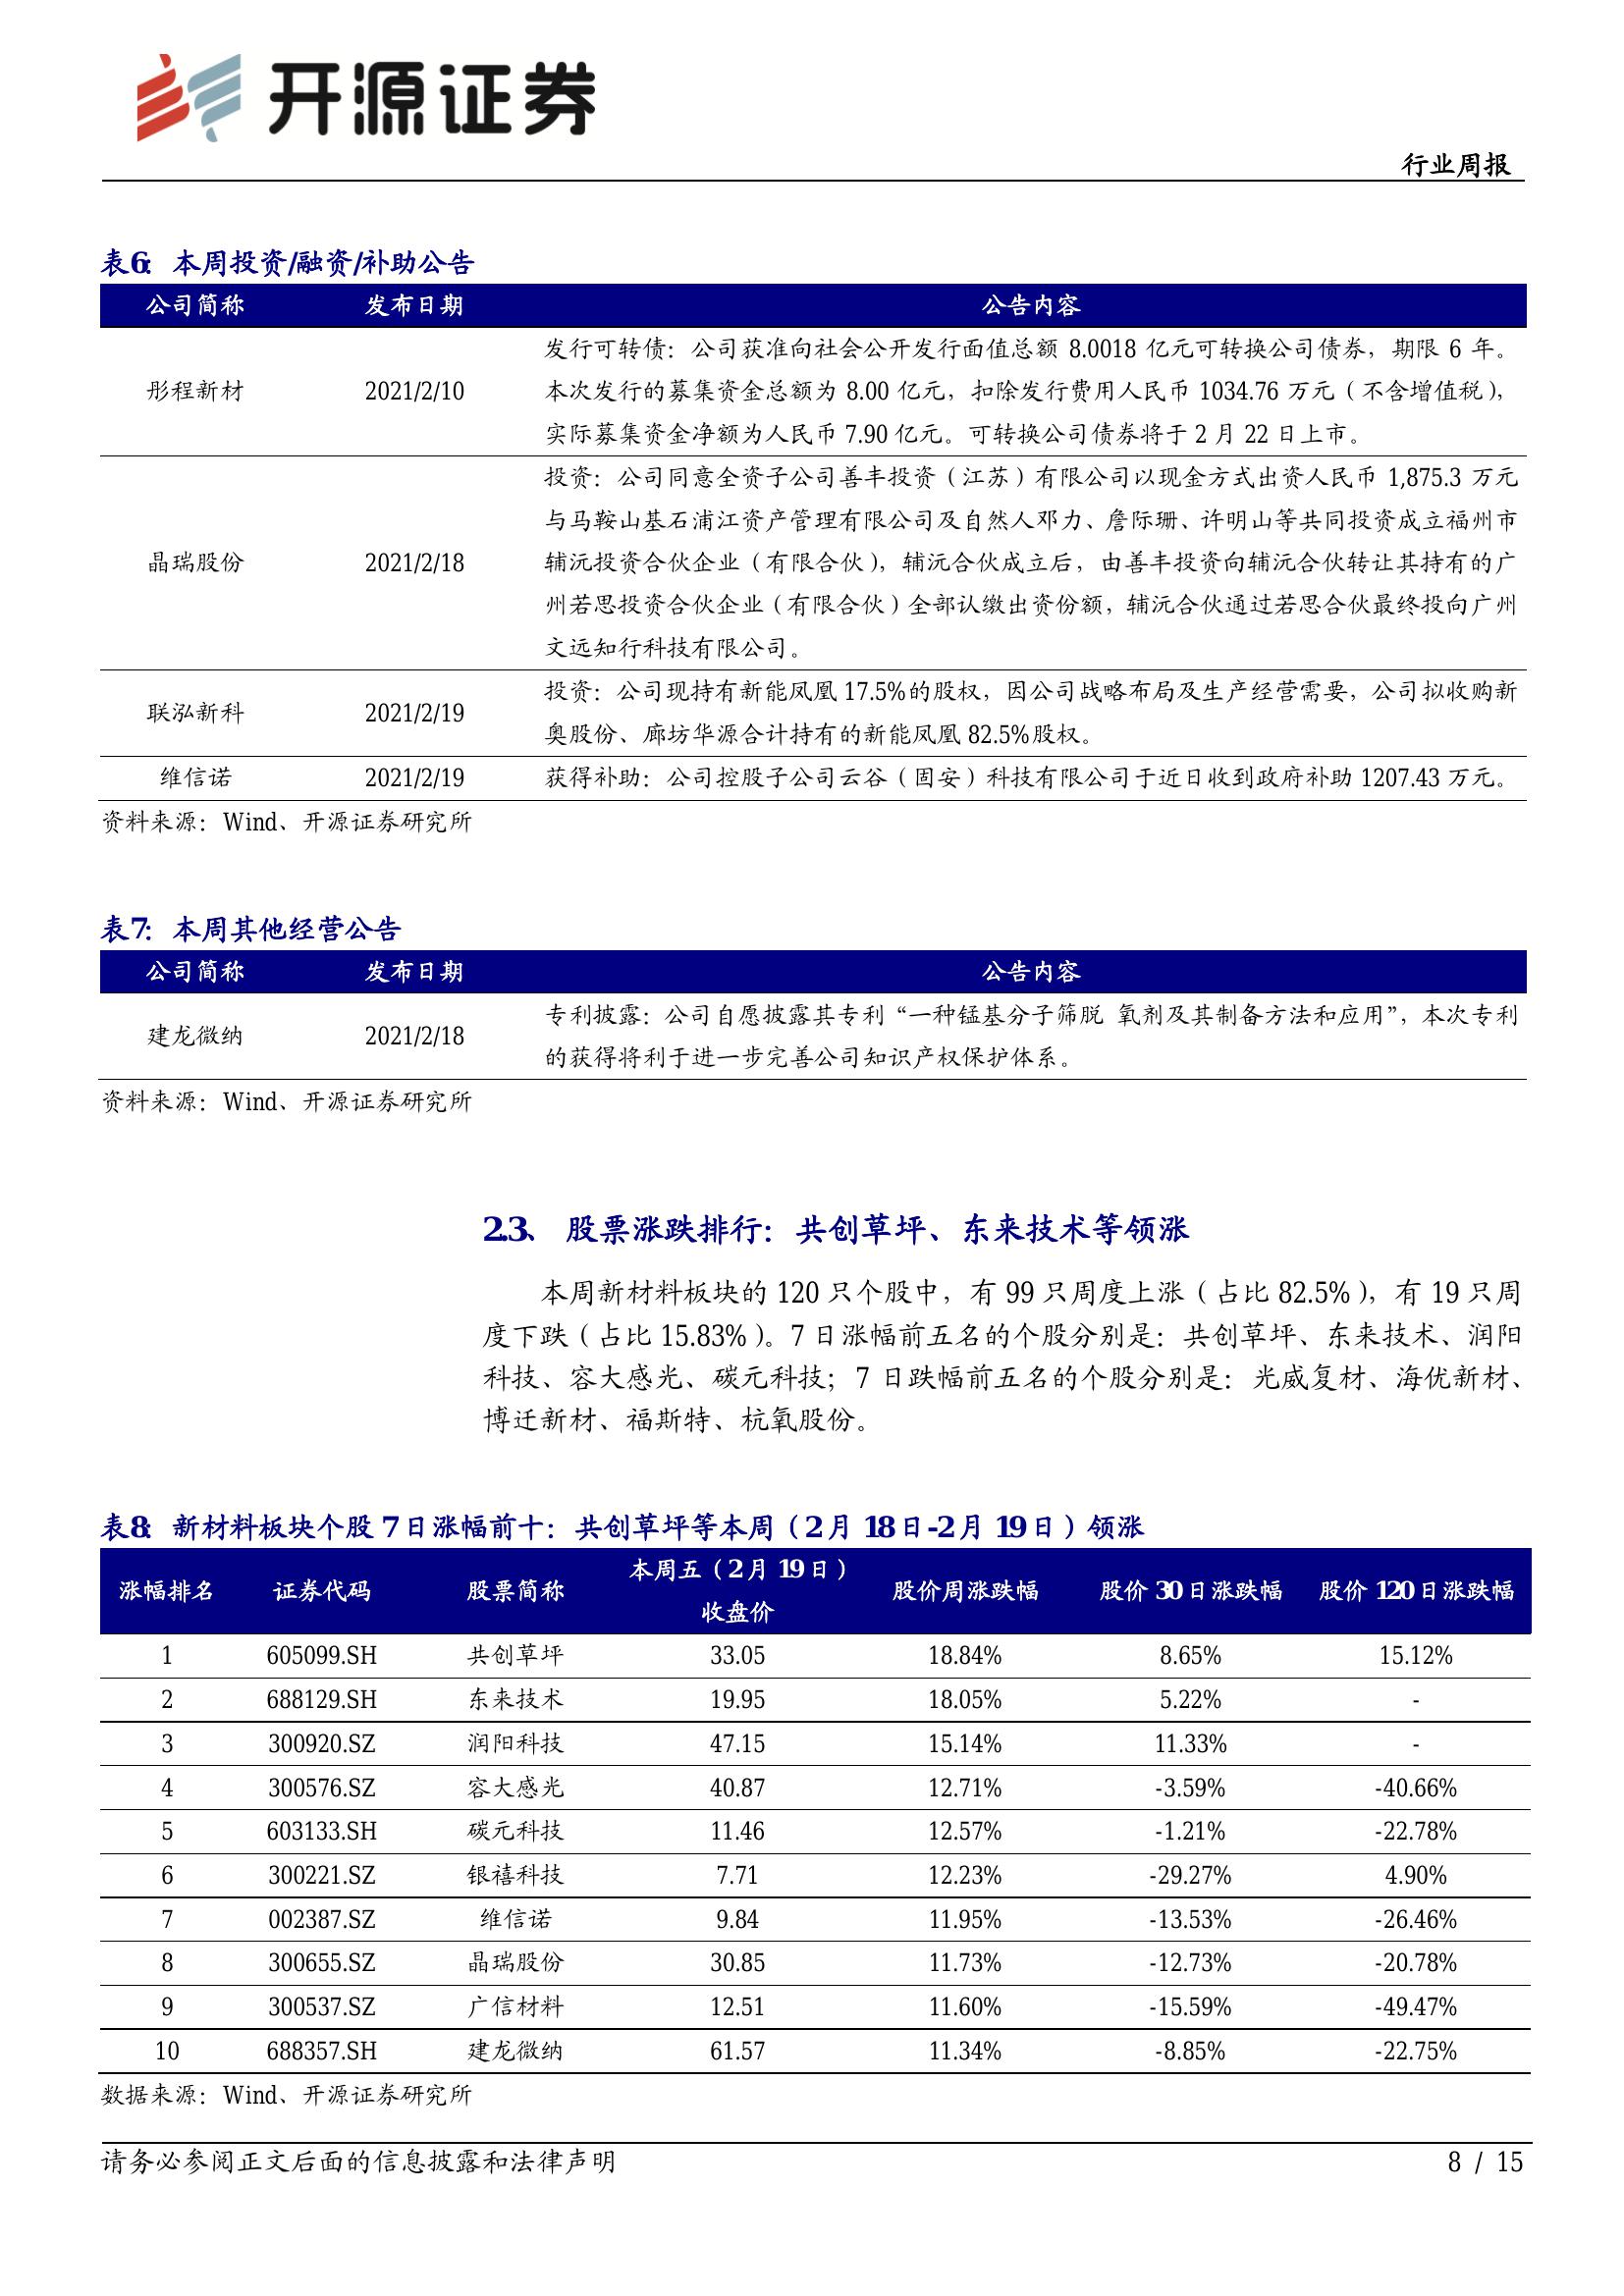 开源证券
行业周报
表6：本周投资/融资/补助公告
公司简称 发布日期 公告内容
彤程新材 2021/2/10 发行可转债：公司获准向社会公开发行面值总额 8.0018 亿元可转换公司债券，期限 6 年。
本次发行的募集资金总额为 8.00 亿元，扣除发行费用人民币 1034.76 万元（不含增值税），
实际募集资金净额为人民币 7.90 亿元。可转换公司债券将于 2 月 22 日上市。
晶瑞股份 2021/2/18 投资：公司同意全资子公司善丰投资（江苏）有限公司以现金方式出资人民币 1,875.3 万元
与马鞍山基石浦江资产管理有限公司及自然人邓力、詹际珊、许明山等共同投资成立福州市
辅沅投资合伙企业（有限合伙），辅沅合伙成立后，由善丰投资向辅沅合伙转让其持有的广
州若思投资合伙企业（有限合伙）全部认缴出资份额，辅沅合伙通过若思合伙最终投向广州
文远知行科技有限公司。
联泓新科 2021/2/19 投资：公司现持有新能凤凰 17.5%的股权，因公司战略布局及生产经营需要，公司拟收购新
奥股份、廊坊华源合计持有的新能凤凰 82.5%股权。
维信诺 2021/2/19 获得补助：公司控股子公司云谷（固安）科技有限公司于近日收到政府补助 1207.43 万元。
资料来源：Wind、开源证券研究所
表7：本周其他经营公告
公司简称 发布日期 公告内容
建龙微纳 2021/2/18 专利披露：公司自愿披露其专利“一种锰基分子筛脱 氧剂及其制备方法和应用”，本次专利
的获得将利于进一步完善公司知识产权保护体系。
资料来源：Wind、开源证券研究所
2.3、 股票涨跌排行：共创草坪、东来技术等领涨
本周新材料板块的 120 只个股中，有 99 只周度上涨（占比 82.5%），有 19 只周
度下跌（占比 15.83%）。7 日涨幅前五名的个股分别是：共创草坪、东来技术、润阳
科技、容大感光、碳元科技；7 日跌幅前五名的个股分别是：光威复材、海优新材、
博迁新材、福斯特、杭氧股份。
表8：新材料板块个股 7 日涨幅前十：共创草坪等本周（2 月 18 日-2 月 19 日）领涨
涨幅排名 证券代码 股票简称 本周五（2 月 19 日）收盘价 股价周涨跌幅 股价 30 日涨跌幅 股价 120 日涨跌幅
1 605099.SH 共创草坪 33.05 18.84% 8.65% 15.12%
2 688129.SH 东来技术 19.95 18.05% 5.22% -
3 300920.SZ 润阳科技 47.15 15.14% 11.33% -
4 300576.SZ 容大感光 40.87 12.71% -3.59% -40.66%
5 603133.SH 碳元科技 11.46 12.57% -1.21% -22.78%
6 300221.SZ 银禧科技 7.71 12.23% -29.27% 4.90%
7 002387.SZ 维信诺 9.84 11.95% -13.53% -26.46%
8 300655.SZ 晶瑞股份 30.85 11.73% -12.73% -20.78%
9 300537.SZ 广信材料 12.51 11.60% -15.59% -49.47%
10 688357.SH 建龙微纳 61.57 11.34% -8.85% -22.75%
数据来源：Wind、开源证券研究所
请务必参阅正文后面的信息披露和法律声明 8 / 15